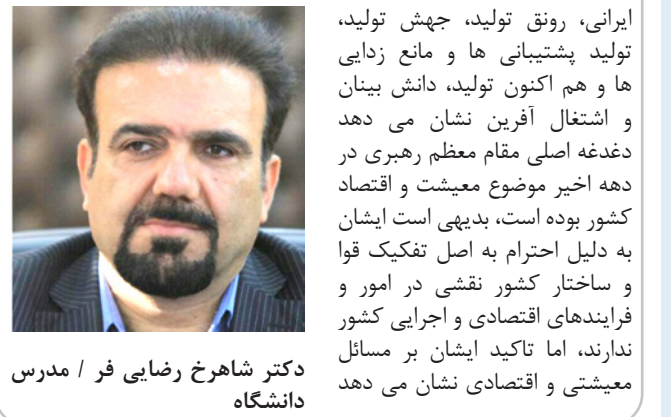 ایرانی، رونق تولید، جهش تولید،
تولید پشتیبانی ها و مانع زدایی
ها و هم اکنون تولید، دانش بینان
و اشتغال آفرین نشان می دهد
دغدغه اصلی مقام معظم رهبری در
دهه اخیر موضوع معیشت و اقتصاد
کشور بوده است، بدیهی است ایشان
به دلیل احترام به اصل تفکیک قوا
و ساختار کشور نقشی در امور و
فرایندهای اقتصادی و اجرایی کشور
ندارند، اما تاکید ایشان بر مسائل
معیشتی و اقتصادی نشان می دهد
دکتر شاهرخ رضایی فر / مدرس
دانشگاه